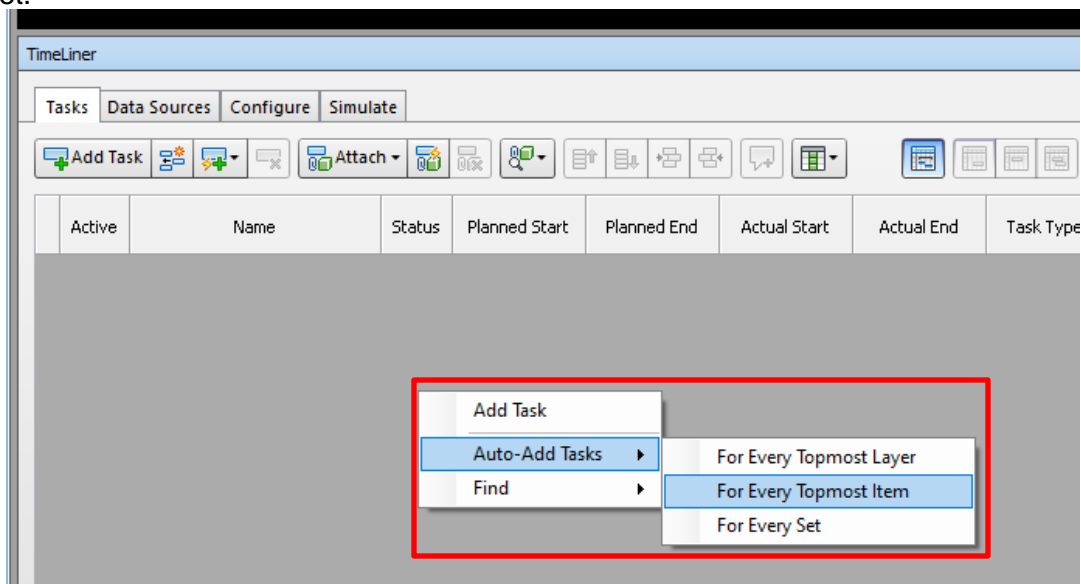 TimeLiner
Tasks Data Sources Configure Simulate
Add Task Attach
Active Name Status Planned Start Planned End Actual Start Actual End Task Type
Add Task
Auto-Add Tasks
For Every Topmost Layer
Find
For Every Topmost Item
For Every Set